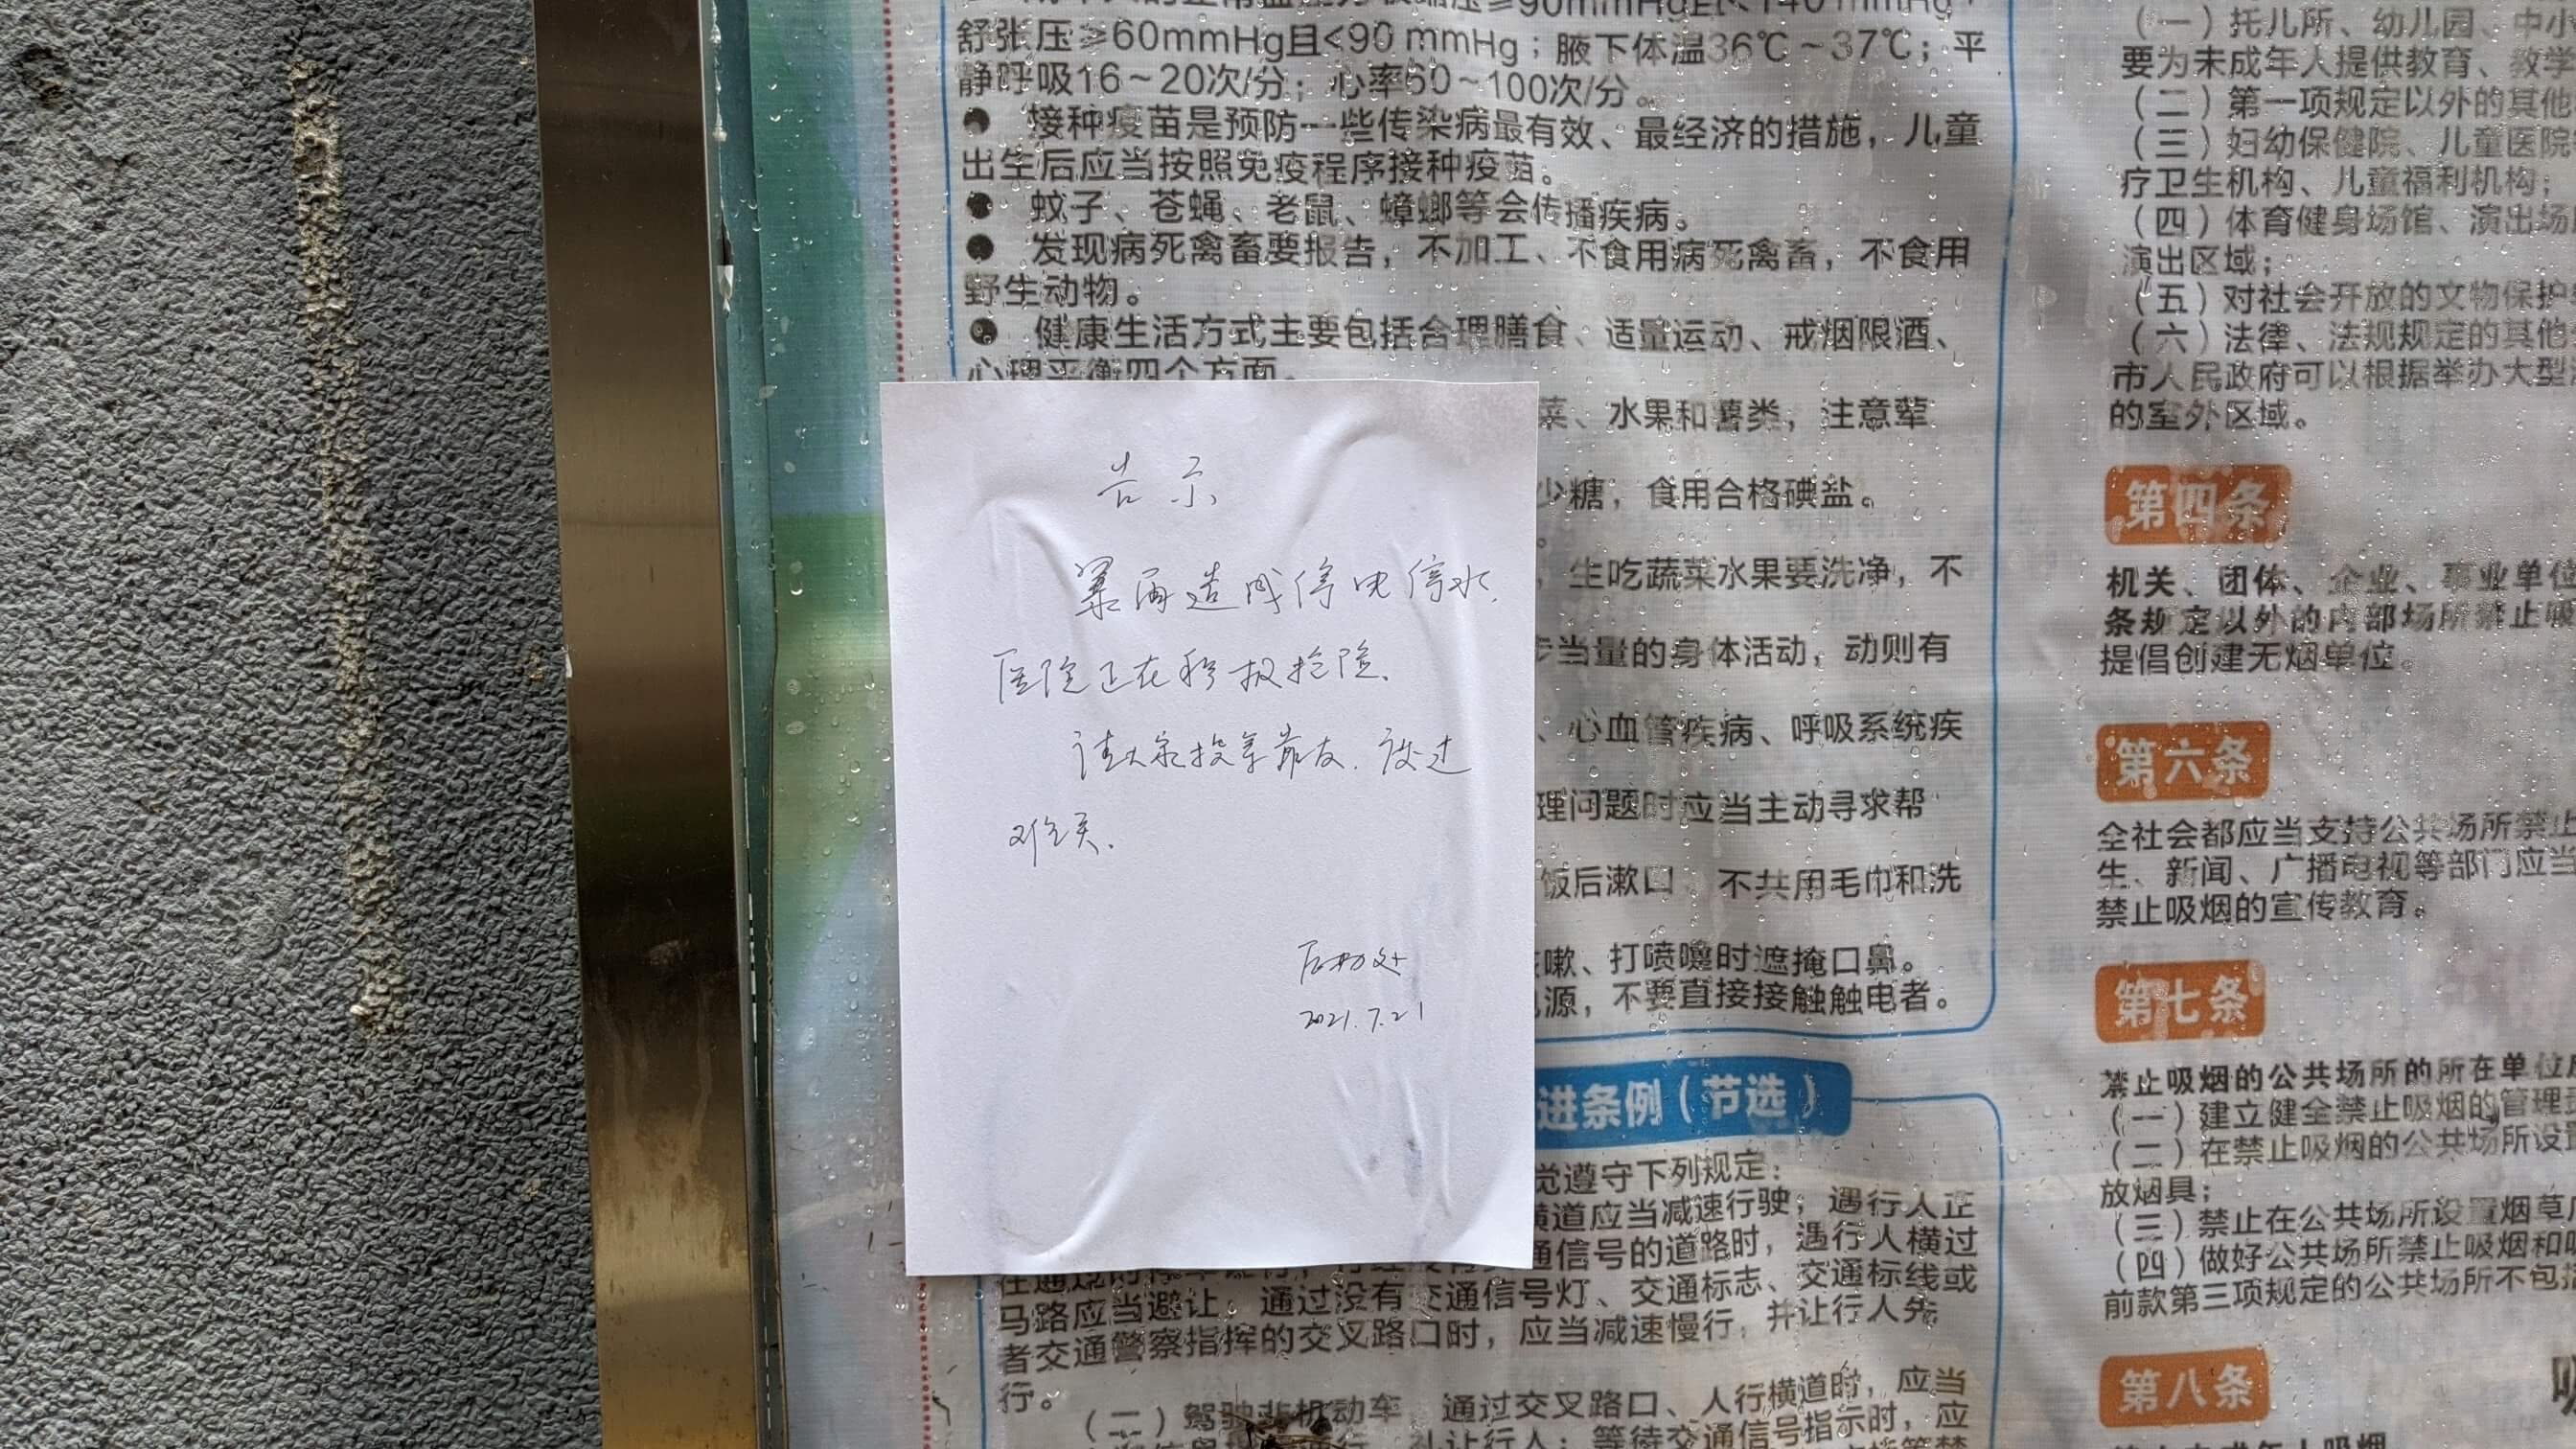 舒张压≥60mmHg且<90 mmHg；腋下体温36℃～37℃；平
静呼吸16～20次/分；心率60～100次/分。
● 接种疫苗是预防一些传染病最有效、最经济的措施，儿童
出生后应当按照免疫程序接种疫苗。
● 蚊子、苍蝇、老鼠、蟑螂等会传播疾病。
● 发现病死禽畜要报告，不加工、不食用病死禽畜，不食用
野生动物。
● 健康生活方式主要包括合理膳食、适量运动、戒烟限酒、
心理平衡四个方面。
菜、水果和薯类，注意荤
少糖，食用合格碘盐。
，生吃蔬菜水果要洗净，不
步当量的身体活动，动则有
、心血管疾病、呼吸系统疾
理问题时应当主动寻求帮
饭后漱口，不共用毛巾和洗
嗽、打喷嚏时遮掩口鼻。
源，不要直接接触触电者。
告示
暴雨造成停电停水，
医院正在积极抢险。
请大家投亲靠友，渡过
难关。
后勤处
2021.7.21
进条例（节选）
觉遵守下列规定：
横道应当减速行驶；遇行人正
通信号的道路时，遇行人横过
马路应当避让；通过没有交通信号灯、交通标志、交通标线或
者交通警察指挥的交叉路口时，应当减速慢行，并让行人先
行。
（二）驾驶非机动车，通过交叉路口、人行横道时，应当
礼让行人；等待交通信号指示时，应
（一）托儿所、幼儿园、中小
要为未成年人提供教育、教学
（二）第一项规定以外的其他
（三）妇幼保健院、儿童医院
疗卫生机构、儿童福利机构；
（四）体育健身场馆、演出场
演出区域；
（五）对社会开放的文物保护
（六）法律、法规规定的其他
市人民政府可以根据举办大型
的室外区域。
第四条
机关、团体、企业、事业单位
条规定以外的内部场所禁止吸
提倡创建无烟单位。
第六条
全社会都应当支持公共场所禁止
生、新闻、广播电视等部门应当
禁止吸烟的宣传教育。
第七条
禁止吸烟的公共场所的所在单位
（一）建立健全禁止吸烟的管理
（二）在禁止吸烟的公共场所设
放烟具；
（三）禁止在公共场所设置烟草
（四）做好公共场所禁止吸烟和
前款第三项规定的公共场所不包
第八条